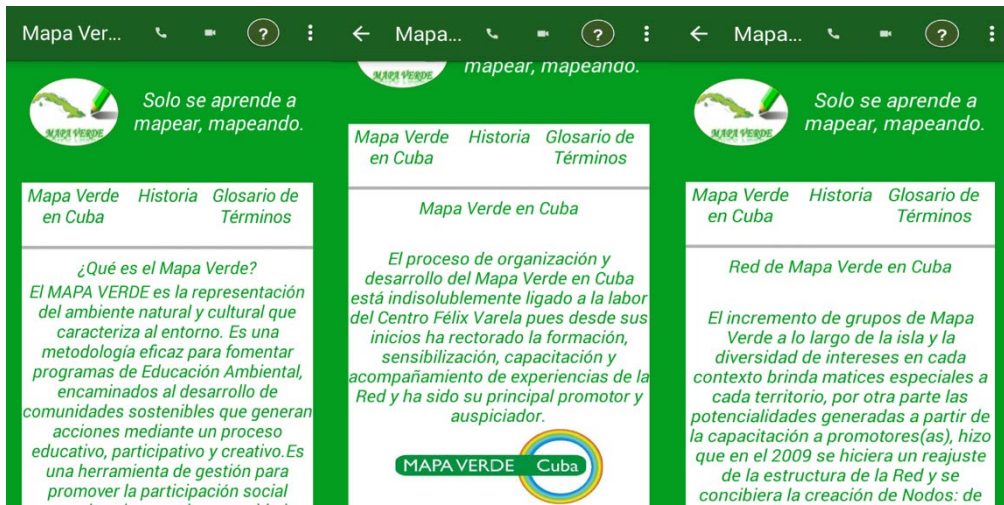 Mapa Ver...
?
MAPA VERDE
Solo se aprende a
mapear, mapeando.
Mapa Verde
en Cuba
Historia
Glosario de
Términos
¿Qué es el Mapa Verde?
El MAPA VERDE es la representación
del ambiente natural y cultural que
caracteriza al entorno. Es una
metodología eficaz para fomentar
programas de Educación Ambiental,
encaminados al desarrollo de
comunidades sostenibles que generan
acciones mediante un proceso
educativo, participativo y creativo.Es
una herramienta de gestión para
promover la participación social
Mapa...
?
MAPA VERDE
mapear, mapeando.
Mapa Verde
en Cuba
Historia
Glosario de
Términos
Mapa Verde en Cuba
El proceso de organización y
desarrollo del Mapa Verde en Cuba
está indisolublemente ligado a la labor
del Centro Félix Varela pues desde sus
inicios ha rectorado la formación,
sensibilización, capacitación y
acompañamiento de experiencias de la
Red y ha sido su principal promotor y
auspiciador.
MAPA VERDE Cuba
Mapa...
?
MAPA VERDE
Solo se aprende a
mapear, mapeando.
Mapa Verde
en Cuba
Historia
Glosario de
Términos
Red de Mapa Verde en Cuba
El incremento de grupos de Mapa
Verde a lo largo de la isla y la
diversidad de intereses en cada
contexto brinda matices especiales a
cada territorio, por otra parte las
potencialidades generadas a partir de
la capacitación a promotores(as), hizo
que en el 2009 se hiciera un reajuste
de la estructura de la Red y se
concibiera la creación de Nodos: de